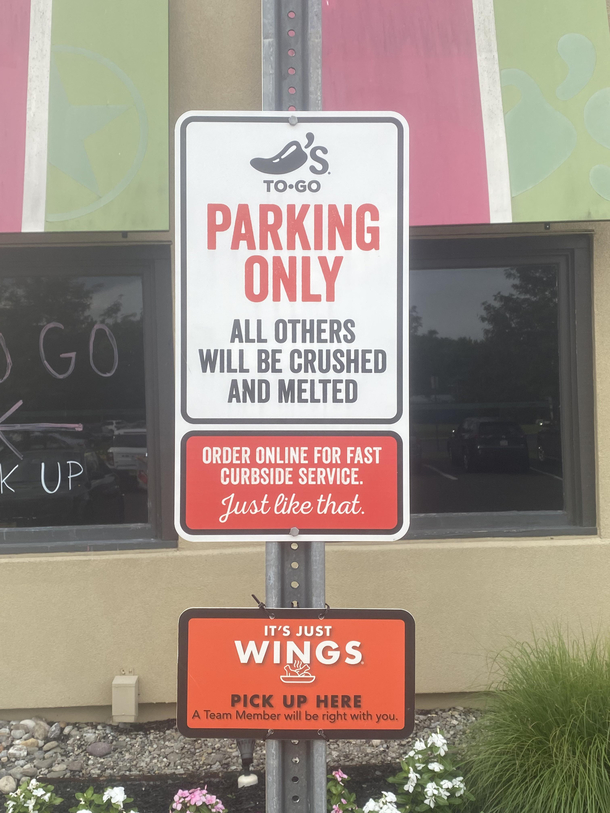 'S
TO•GO
PARKING
ONLY
ALL OTHERS
WILL BE CRUSHED
AND MELTED
ORDER ONLINE FOR FAST
CURBSIDE SERVICE.
Just like that.
IT'S JUST
WINGS
PICK UP HERE
A Team Member will be right with you.
O GO
K UP